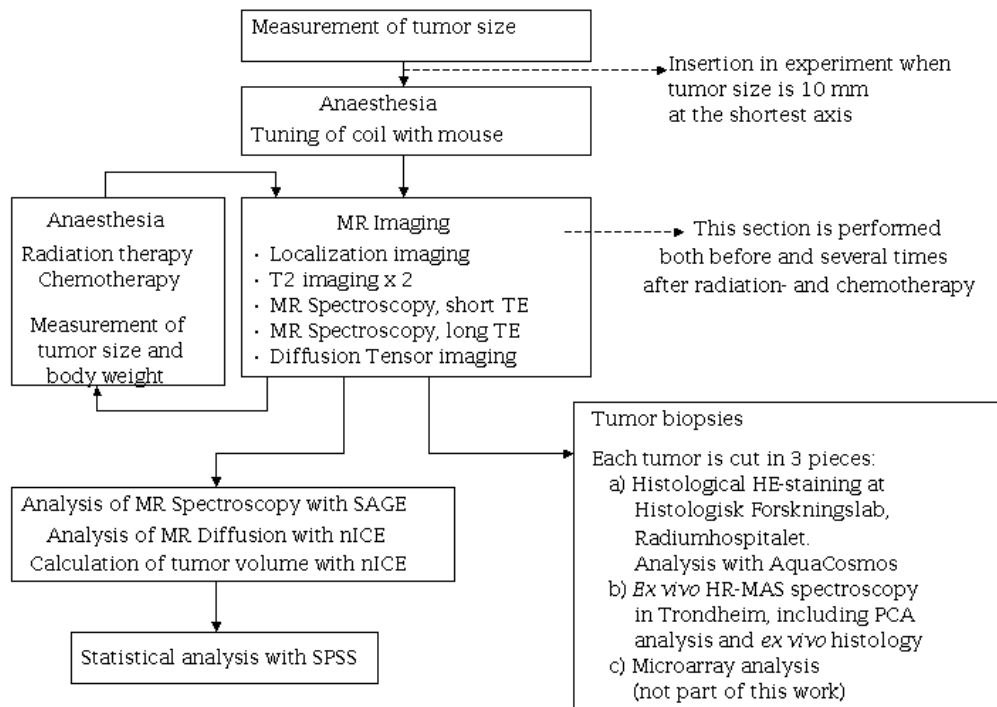 Measurement of tumor size
Insertion in experiment when
tumor size is 10 mm
at the shortest axis
Anaesthesia
Tuning of coil with mouse
Anaesthesia
Radiation therapy
Chemotherapy
Measurement of
tumor size and
body weight
MR Imaging
· Localization imaging
· T2 imaging x 2
· MR Spectroscopy, short TE
· MR Spectroscopy, long TE
· Diffusion Tensor imaging
This section is performed
both before and several times
after radiation- and chemotherapy
Analysis of MR Spectroscopy with SAGE
Analysis of MR Diffusion with nICE
Calculation of tumor volume with nICE
Statistical analysis with SPSS
Tumor biopsies
Each tumor is cut in 3 pieces:
a) Histological HE-staining at
Histologisk Forskningslab,
Radiumhospitalet.
Analysis with AquaCosmos
b) Ex vivo HR-MAS spectroscopy
in Trondheim, including PCA
analysis and ex vivo histology
c) Microarray analysis
(not part of this work)